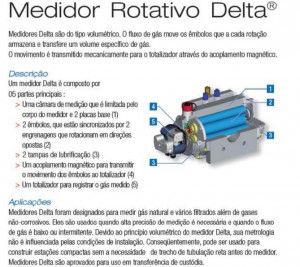 Medidor Rotativo Delta®
Medidores Delta são do tipo volumétrico. O fluxo de gás move os êmbolos que a cada rotação
armazena e transfere um volume específico de gás.
O movimento é transmitido mecanicamente para o totalizador através do acoplamento magnético.
Descrição
Um medidor Delta é composto por
05 partes principais :
> Uma câmara de medição que é limitada pelo
corpo do medidor e 2 placas base (1)
> 2 êmbolos, que estão sincronizados por 2
engrenagens que rotacionam em direções
opostas (2)
> 2 tampas de lubrificação (3)
> Um acoplamento magnético para transmitir
o movimento dos êmbolos ao totalizador (4)
> Um totalizador para registrar o gás medido (5)
4
1
5
2
3
Aplicações
Medidores Delta foram designados para medir gás natural e vários filtrados além de gases
não-corrosivos. Eles são usados quando alta precisão de medição é necessária e quando o fluxo
de gás é baixo ou intermitente. Devido ao princípio volumétrico do medidor Delta, sua metrologia
não é influenciada pelas condições de instalação. Conseqüentemente, pode ser usado
para construir estações compactas sem a necessidade de trecho de tubulação reta antes do medidor.
Medidores Delta são aprovados para uso em transferência de custódia.